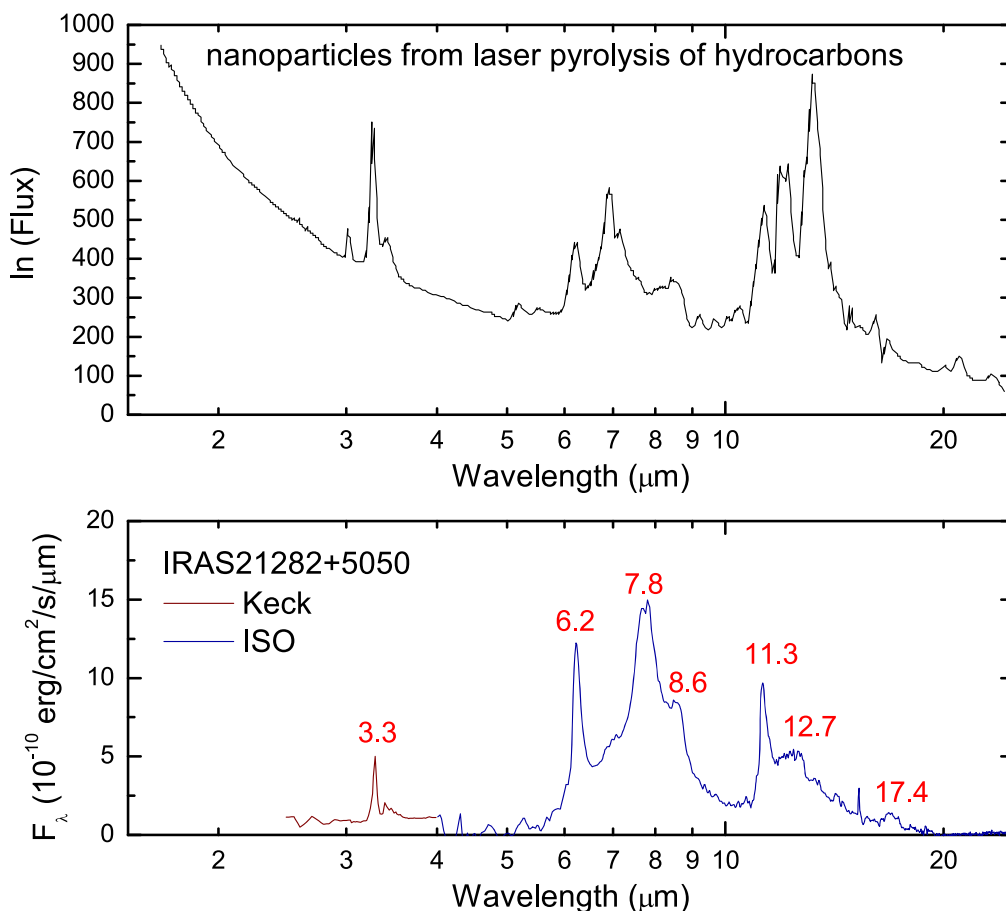 nanoparticles from laser pyrolysis of hydrocarbons
1000
900
800
700
600
500
400
300
200
100
0
ln (Flux)
2 3 4 5 6 7 8 9 10 20
Wavelength (μm)
20
15
10
5
0
F_λ (10^-10 erg/cm^2/s/μm)
IRAS21282+5050
Keck
ISO
3.3
6.2
7.8
8.6
11.3
12.7
17.4
2 3 4 5 6 7 8 9 10 20
Wavelength (μm)